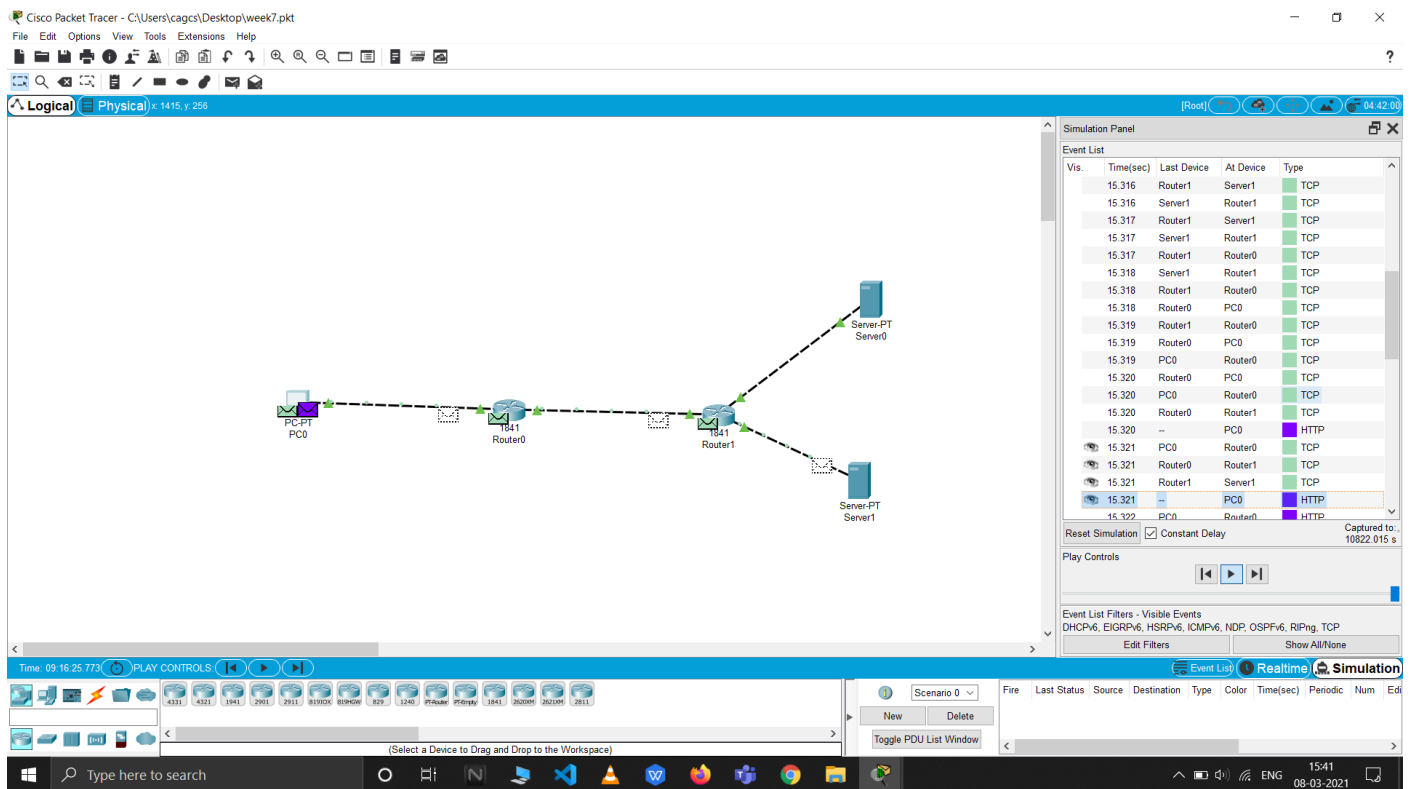 Cisco Packet Tracer - C:\Users\cagcs\Desktop\week7.pkt
File Edit Options View Tools Extensions Help
?
Logical Physical x: 1415, y: 256 [Root] 04:42:00
Simulation Panel
Event List
Vis. Time(sec) Last Device At Device Type
15.316 Router1 Server1 TCP
15.316 Server1 Router1 TCP
15.317 Router1 Server1 TCP
15.317 Server1 Router1 TCP
15.317 Router1 Router0 TCP
15.318 Server1 Router1 TCP
15.318 Router1 Router0 TCP
15.318 Router0 PC0 TCP
15.319 Router1 Router0 TCP
15.319 Router0 PC0 TCP
15.319 PC0 Router0 TCP
15.320 Router0 PC0 TCP
15.320 PC0 Router0 TCP
15.320 Router0 Router1 TCP
15.320 -- PC0 HTTP
15.321 PC0 Router0 TCP
15.321 Router0 Router1 TCP
15.321 Router1 Server1 TCP
15.321 -- PC0 HTTP
15.322 PC0 Router0 HTTP
Reset Simulation Constant Delay Captured to:
10822.015 s
Play Controls
Event List Filters - Visible Events
DHCPv6, EIGRPv6, HSRPv6, ICMPv6, NDP, OSPFv6, RIPng, TCP
Edit Filters Show All/None
Server-PT
Server0
PC-PT
PC0
1841
Router0
1841
Router1
Server-PT
Server1
Time: 09:16:25.773 PLAY CONTROLS: Event List Realtime Simulation
4331 4321 1941 2901 2911 819IOX 819HGW 829 1240 PT-Router PT-Empty 1841 2620XM 2621XM 2811
(Select a Device to Drag and Drop to the Workspace)
Scenario 0
New Delete
Toggle PDU List Window
Fire Last Status Source Destination Type Color Time(sec) Periodic Num Edi
Type here to search
ENG
15:41
08-03-2021